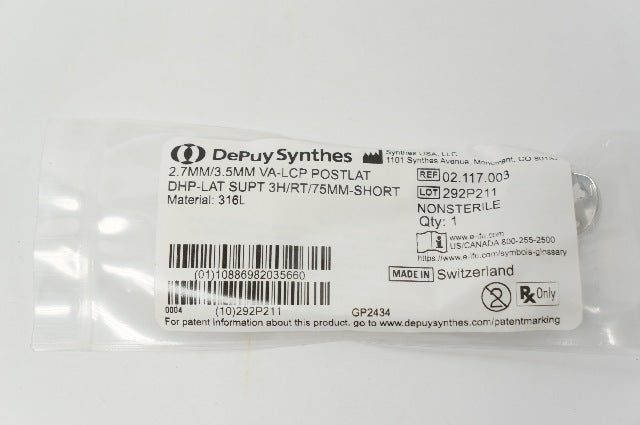 DePuy Synthes
2.7MM/3.5MM VA-LCP POSTLAT
DHP-LAT SUPT 3H/RT/75MM-SHORT
Material: 316L
Synthes USA, LLC
1101 Synthes Avenue, Monument, CO
REF 02.117.003
LOT 292P211
NONSTERILE
Qty: 1
www.e-ifu.com
US/CANADA 800-255-2500
https://www.e-ifu.com/symbols-glossary
MADE IN Switzerland
Rx Only
(01)10886982035660
0004 (10)292P211 GP2434
For patent information about this product, go to www.depuysynthes.com/patentmarking